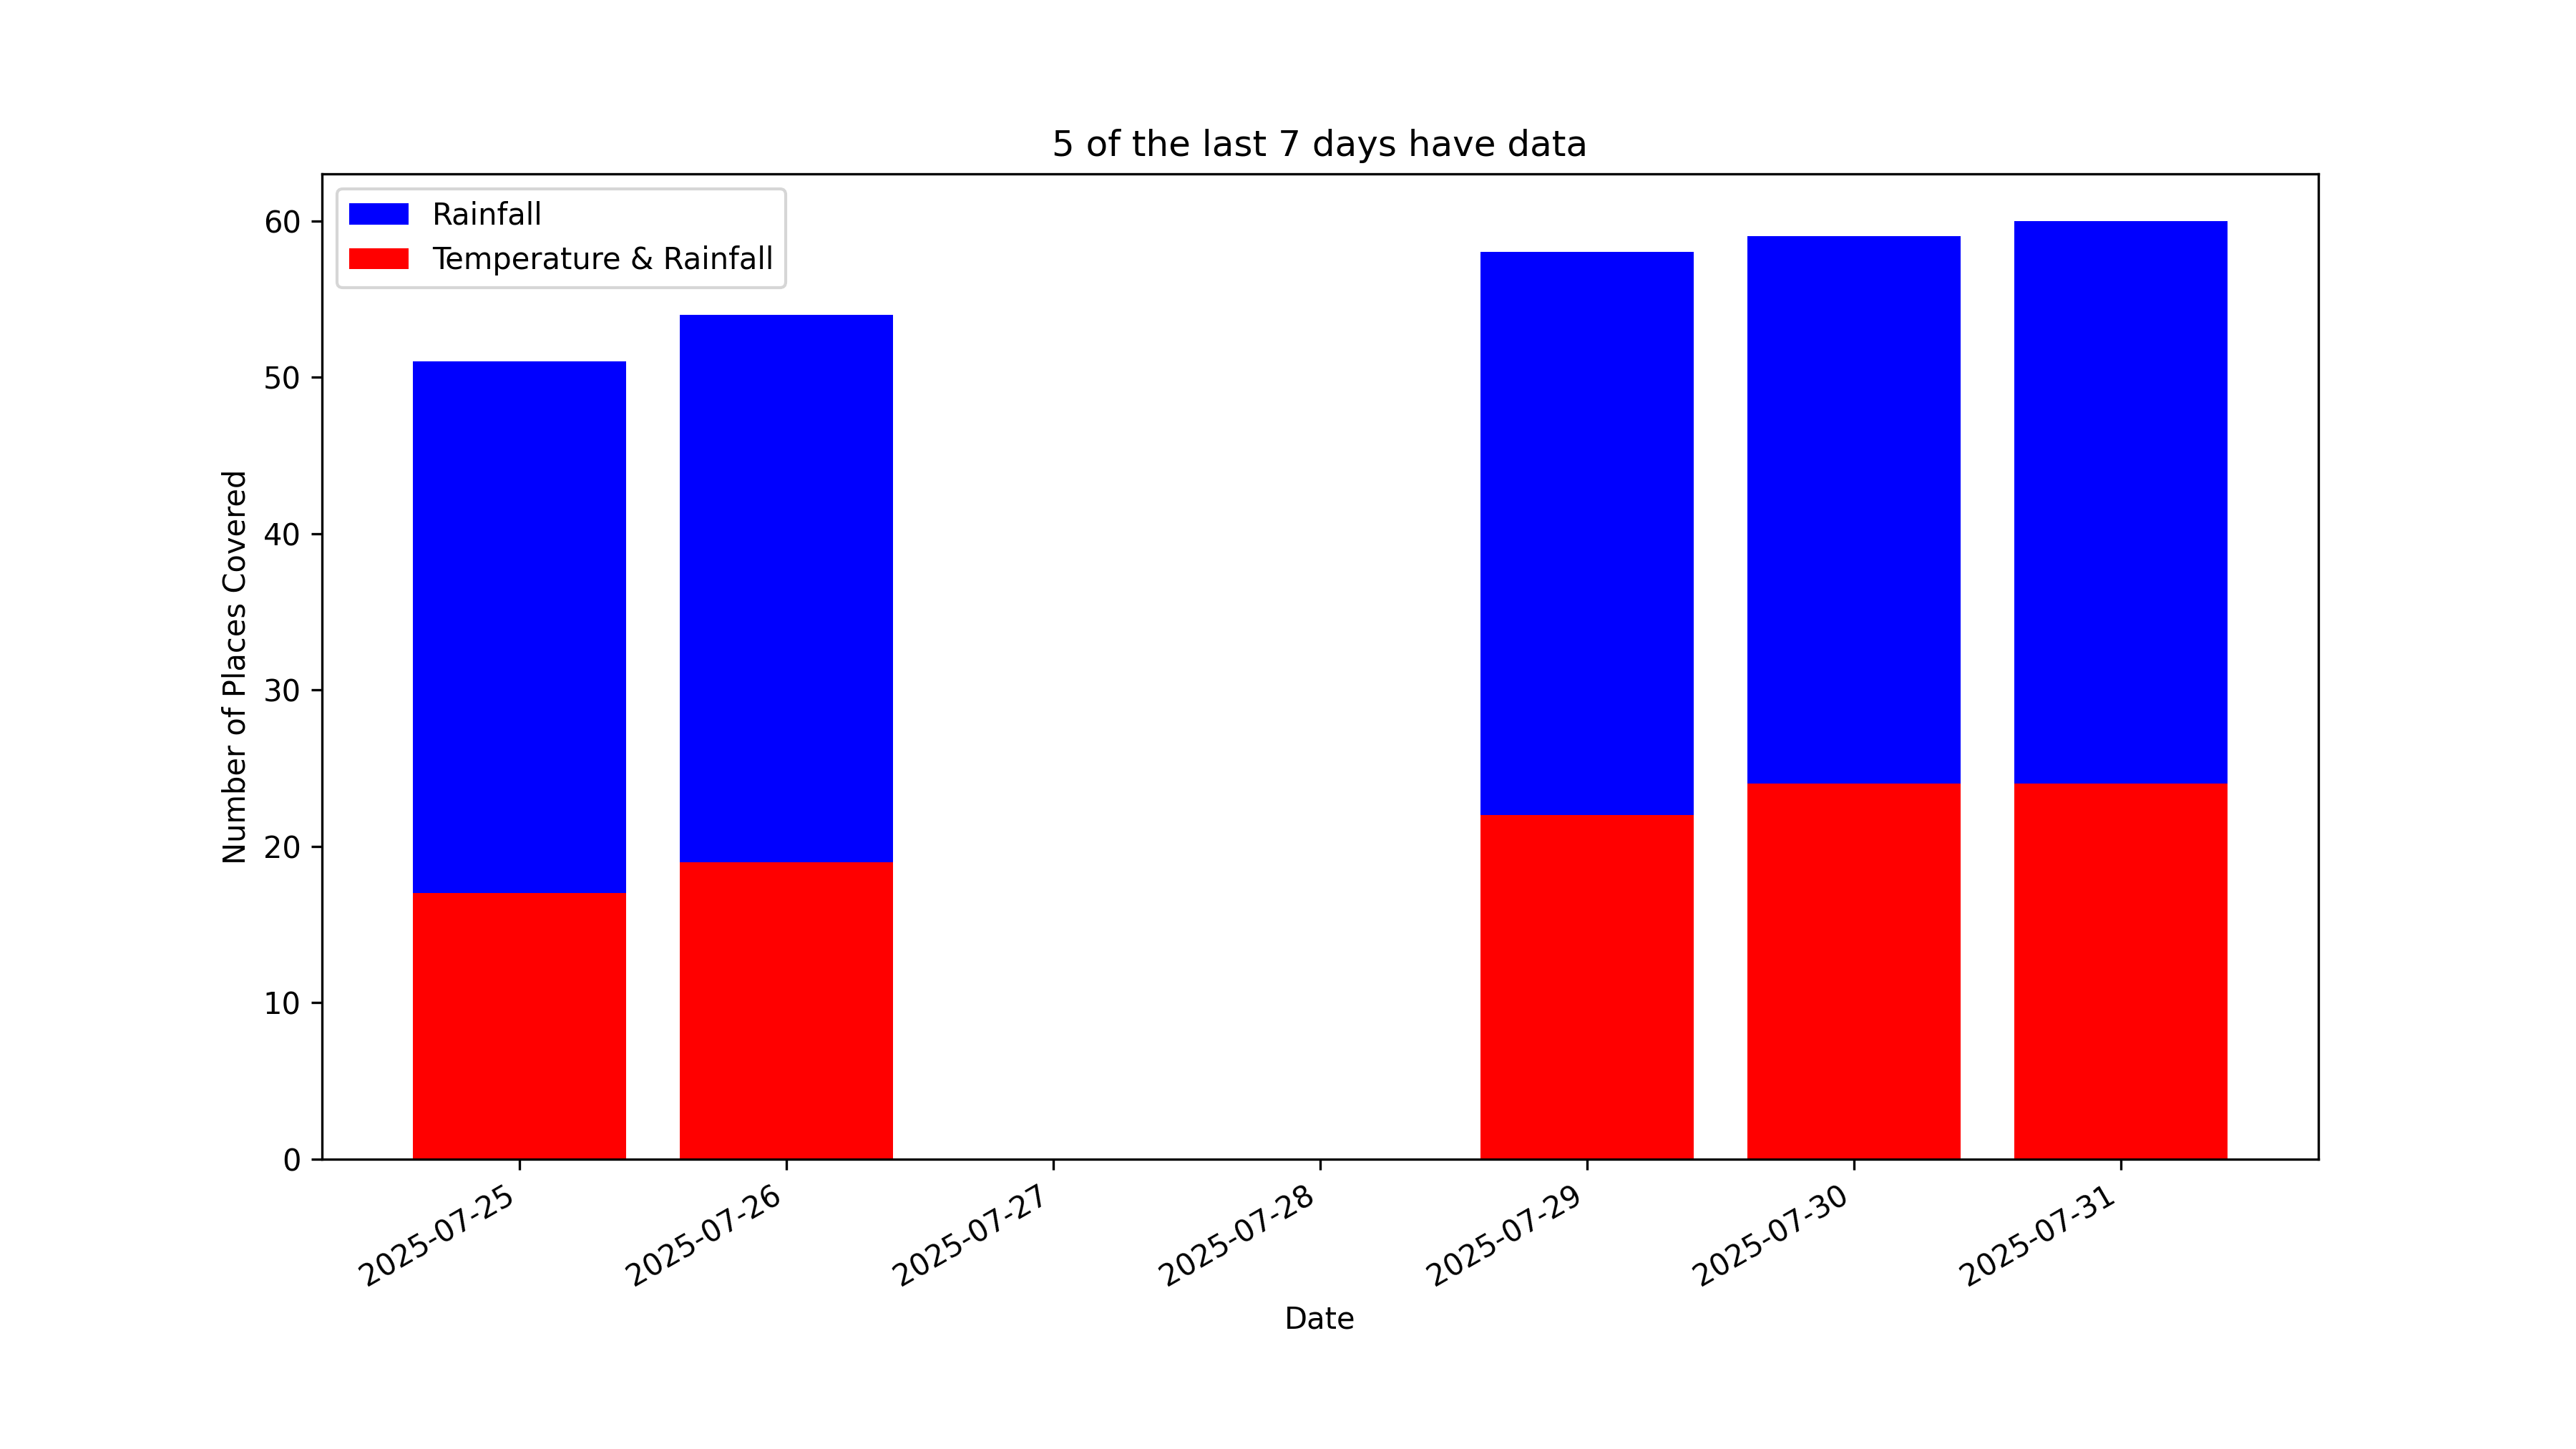 5 of the last 7 days have data
Rainfall
Temperature & Rainfall
Number of Places Covered
60
50
40
30
20
10
0
2025-07-25
2025-07-26
2025-07-27
2025-07-28
2025-07-29
2025-07-30
2025-07-31
Date